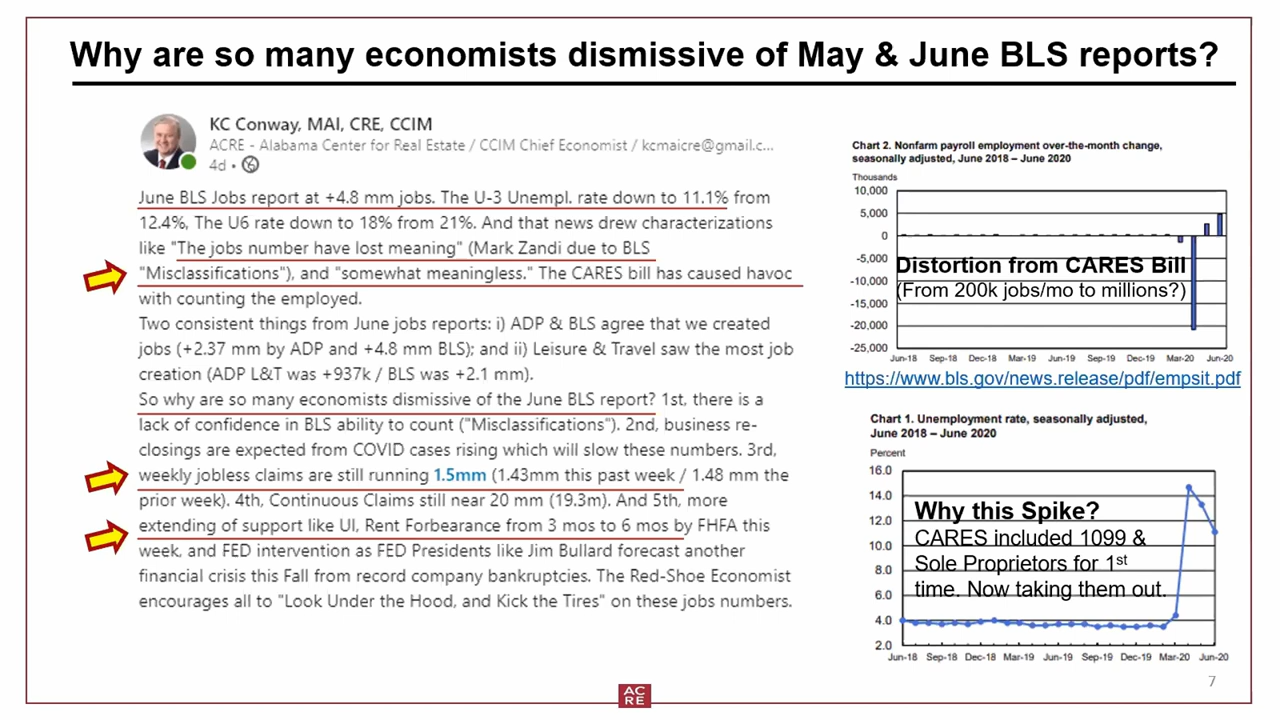 Why are so many economists dismissive of May & June BLS reports?
KC Conway, MAI, CRE, CCIM
ACRE - Alabama Center for Real Estate / CCIM Chief Economist / kcmaicre@gmail.c...
4d •
June BLS Jobs report at +4.8 mm jobs. The U-3 Unempl. rate down to 11.1% from
12.4%, The U6 rate down to 18% from 21%. And that news drew characterizations
like "The jobs number have lost meaning" (Mark Zandi due to BLS
"Misclassifications"), and "somewhat meaningless." The CARES bill has caused havoc
with counting the employed.
Two consistent things from June jobs reports: i) ADP & BLS agree that we created
jobs (+2.37 mm by ADP and +4.8 mm BLS); and ii) Leisure & Travel saw the most job
creation (ADP L&T was +937k / BLS was +2.1 mm).
So why are so many economists dismissive of the June BLS report? 1st, there is a
lack of confidence in BLS ability to count ("Misclassifications"). 2nd, business re-
closings are expected from COVID cases rising which will slow these numbers. 3rd,
weekly jobless claims are still running 1.5mm (1.43mm this past week / 1.48 mm the
prior week). 4th, Continuous Claims still near 20 mm (19.3m). And 5th, more
extending of support like UI, Rent Forbearance from 3 mos to 6 mos by FHFA this
week, and FED intervention as FED Presidents like Jim Bullard forecast another
financial crisis this Fall from record company bankruptcies. The Red-Shoe Economist
encourages all to "Look Under the Hood, and Kick the Tires" on these jobs numbers.
Chart 2. Nonfarm payroll employment over-the-month change,
seasonally adjusted, June 2018 – June 2020
Thousands
10,000
5,000
0
-5,000
-10,000
-15,000
-20,000
-25,000
Distortion from CARES Bill
(From 200k jobs/mo to millions?)
Jun-18 Sep-18 Dec-18 Mar-19 Jun-19 Sep-19 Dec-19 Mar-20 Jun-20
https://www.bls.gov/news.release/pdf/empsit.pdf
Chart 1. Unemployment rate, seasonally adjusted,
June 2018 – June 2020
Percent
16.0
14.0
12.0
10.0
8.0
6.0
4.0
2.0
Why this Spike?
CARES included 1099 &
Sole Proprietors for 1st
time. Now taking them out.
Jun-18 Sep-18 Dec-18 Mar-19 Jun-19 Sep-19 Dec-19 Mar-20 Jun-20
7
AC
RE